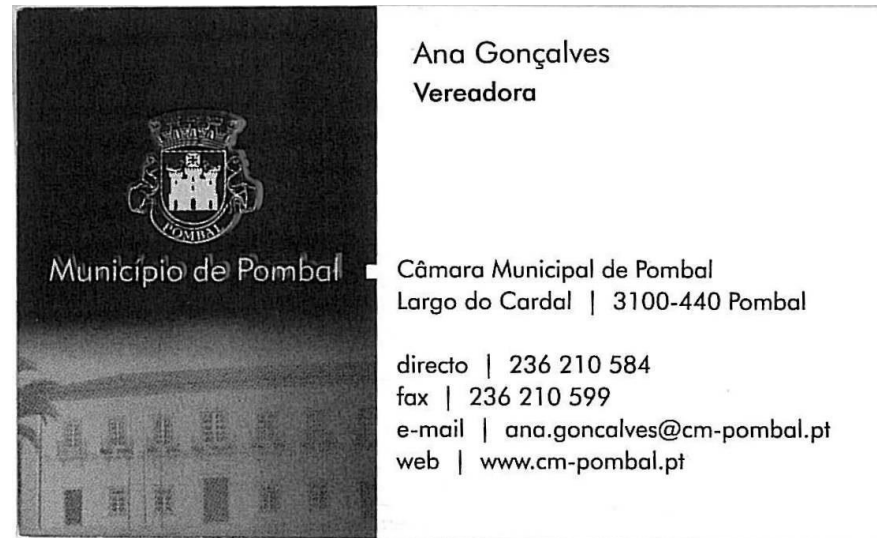 Ana Gonçalves
Vereadora
POMBAL
Município de Pombal
Câmara Municipal de Pombal
Largo do Cardal | 3100-440 Pombal
directo | 236 210 584
fax | 236 210 599
e-mail | ana.goncalves@cm-pombal.pt
web | www.cm-pombal.pt